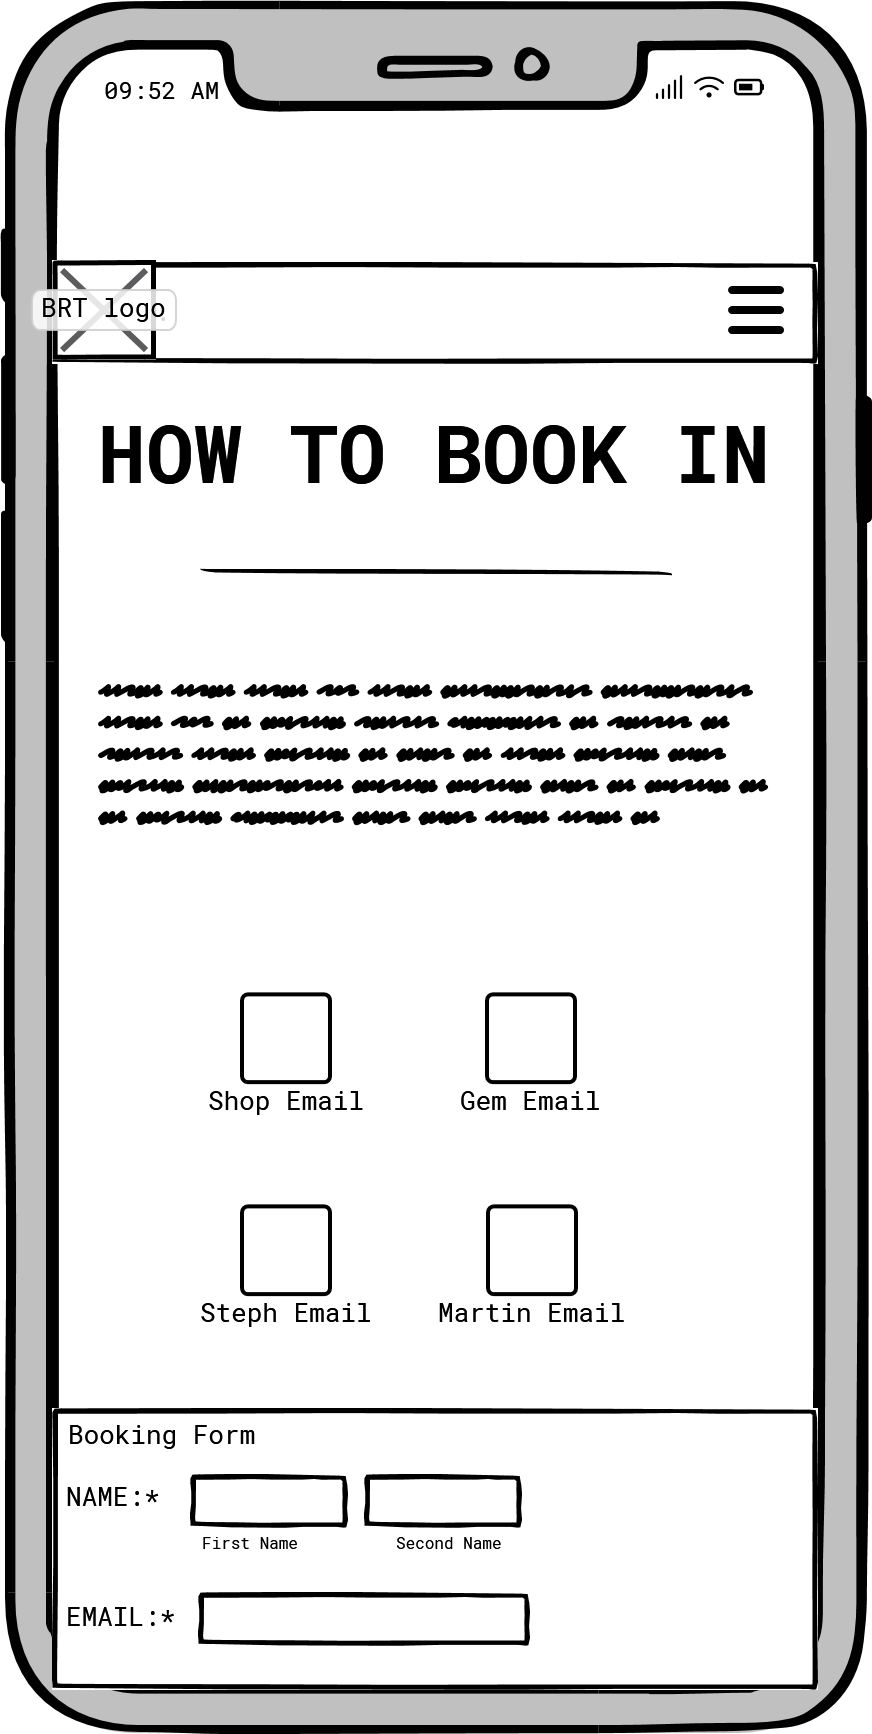 09:52 AM
BRT logo
HOW TO BOOK IN
Shop Email
Gem Email
Steph Email
Martin Email
Booking Form
NAME:*
First Name
Second Name
EMAIL:*